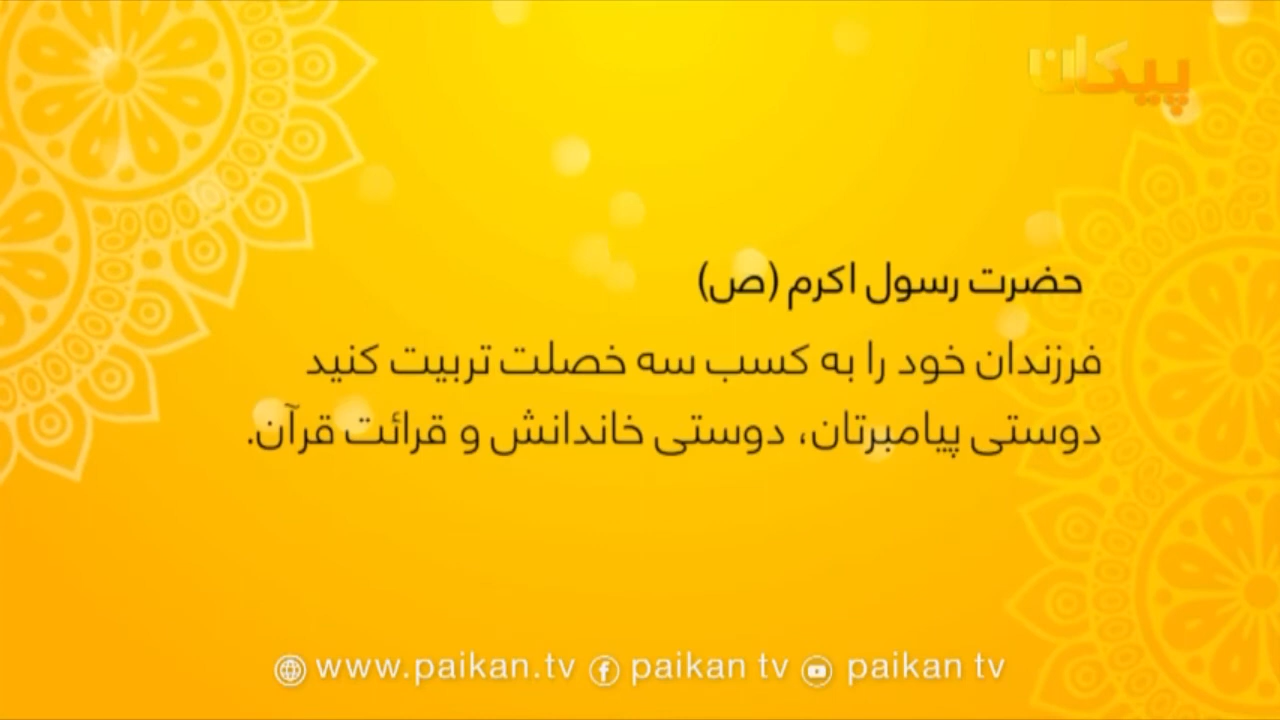 پیکان
حضرت رسول اکرم (ص)
فرزندان خود را به کسب سه خصلت تربیت کنید
دوستی پیامبرتان، دوستی خاندانش و قرائت قرآن.
www.paikan.tv paikan tv paikan tv